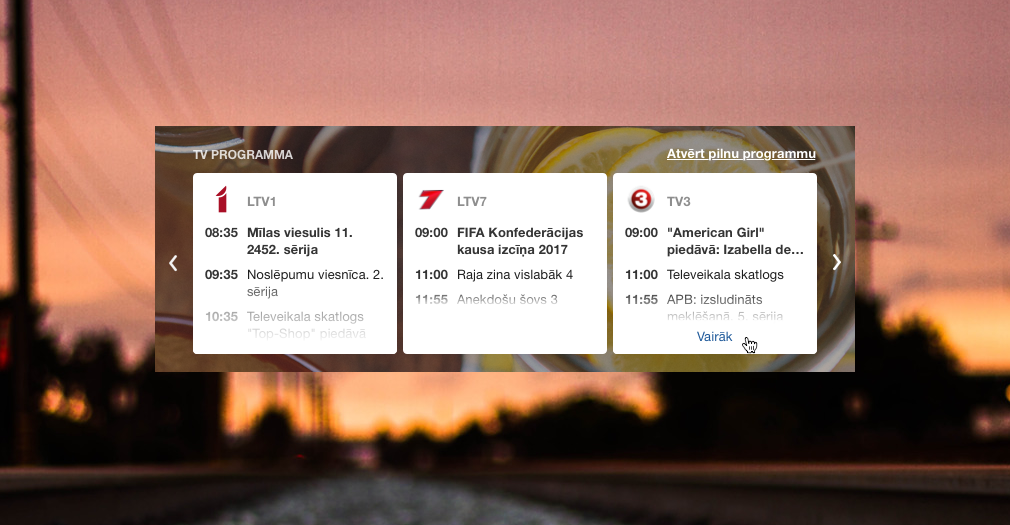 TV PROGRAMMA
Atvērt pilnu programmu
1 LTV1
08:35 Mīlas viesulis 11.
2452. sērija
09:35 Noslēpumu viesnīca. 2.
sērija
10:35 Televeikala skatlogs
"Top-Shop" piedāvā
7 LTV7
09:00 FIFA Konfederācijas
kausa izcīņa 2017
11:00 Raja zina vislabāk 4
11:55 Anekdošu šovs 3
3 TV3
09:00 "American Girl"
piedāvā: Izabella de...
11:00 Televeikala skatlogs
11:55 APB: izsludināts
meklēšanā. 5. sērija
Vairāk